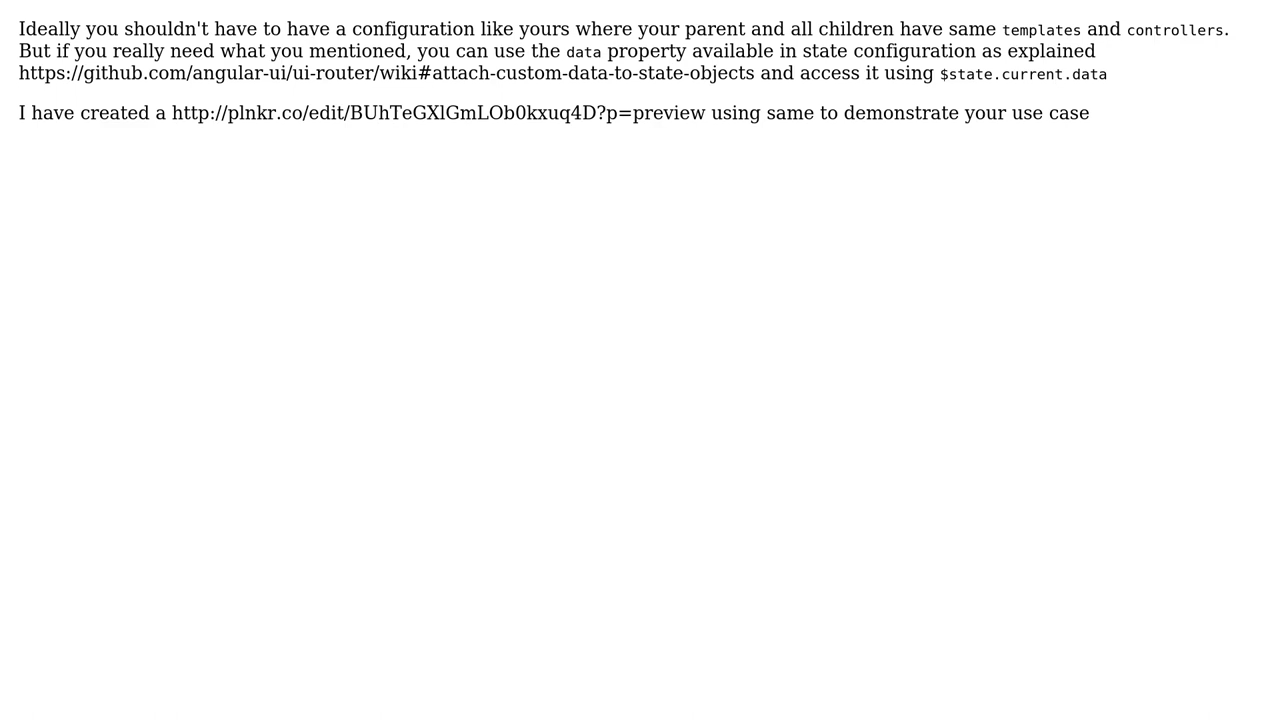 Ideally you shouldn't have to have a configuration like yours where your parent and all children have same templates and controllers.
But if you really need what you mentioned, you can use the data property available in state configuration as explained
https://github.com/angular-ui/ui-router/wiki#attach-custom-data-to-state-objects and access it using $state.current.data
I have created a http://plnkr.co/edit/BUhTeGXlGmLOb0kxuq4D?p=preview using same to demonstrate your use case